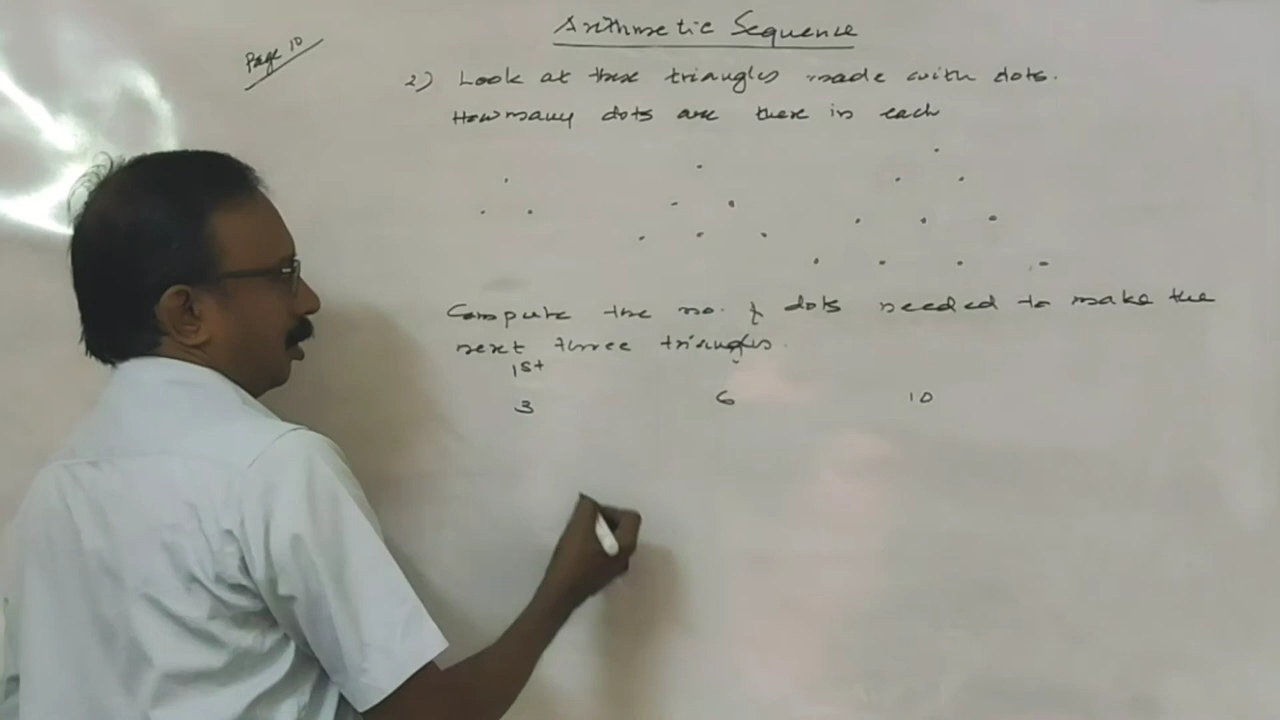 Arithmetic Sequence
Page 10
2) Look at these triangles made with dots.
How many dots are there in each
Compute the no. of dots needed to make the
next three triangles.
1st
3 6 10